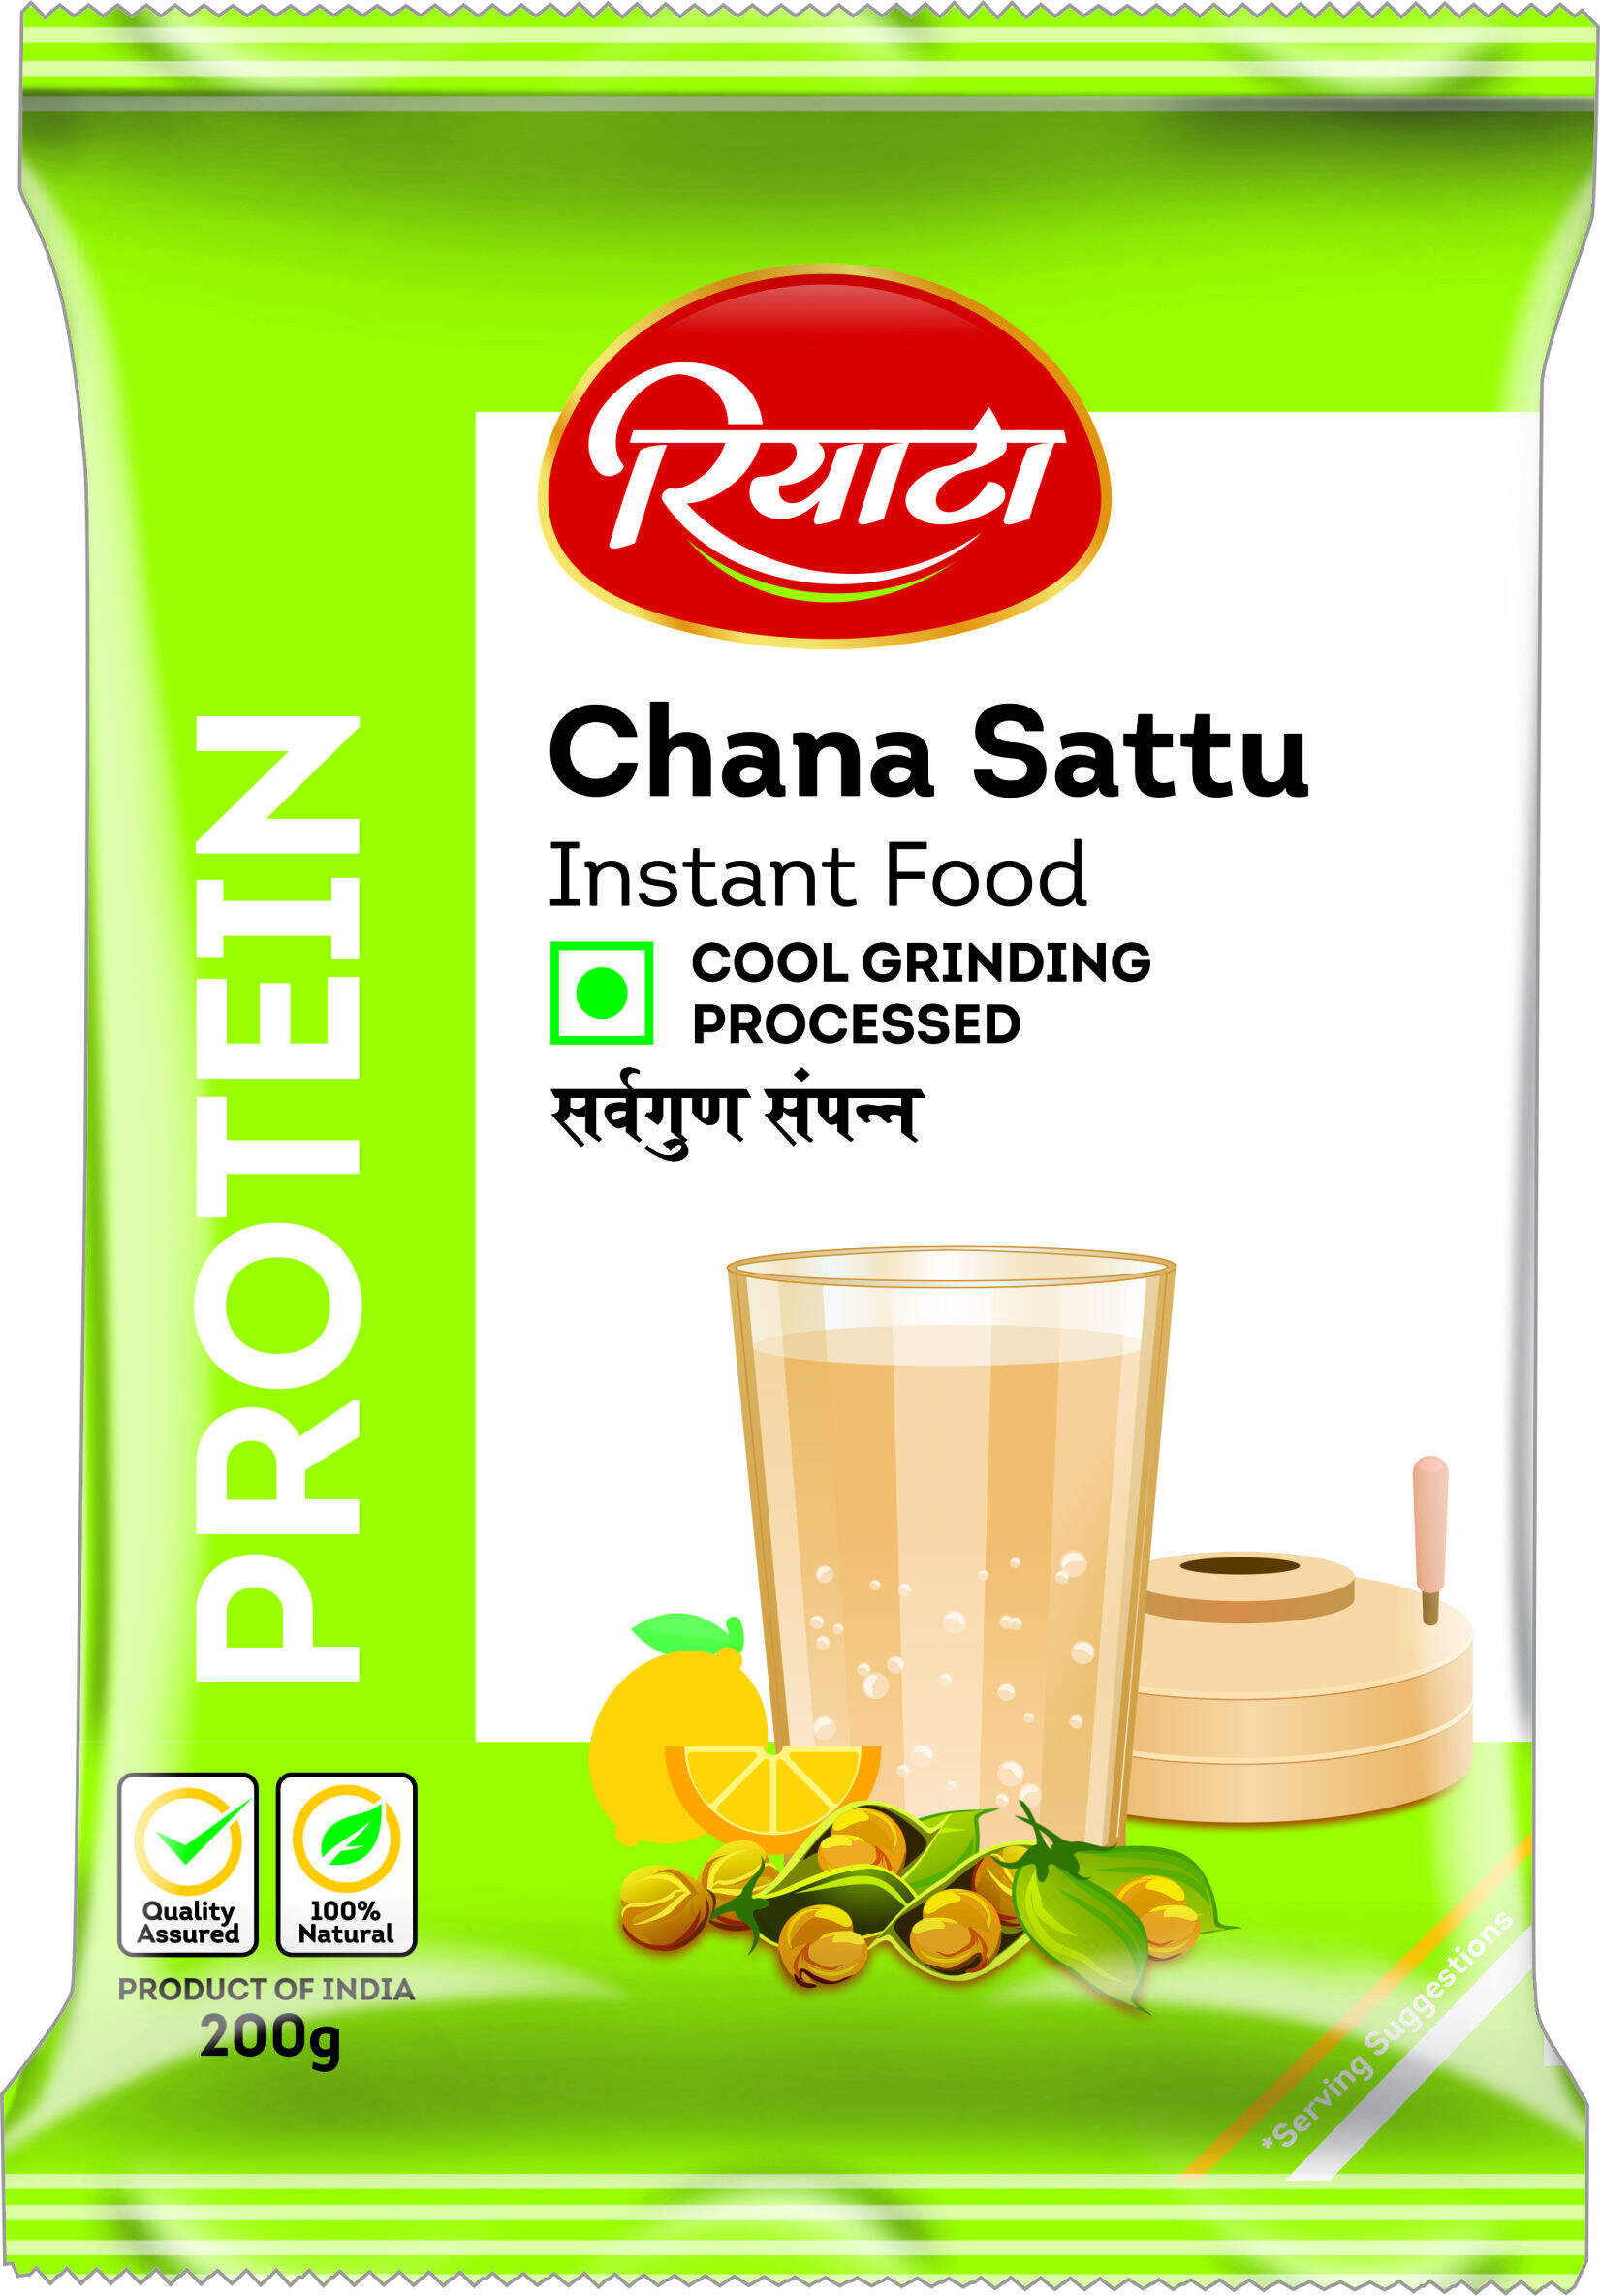 रियाटा
Chana Sattu
Instant Food
COOL GRINDING
PROCESSED
सर्वगुण संपन्न
PROTEIN
Quality
Assured
100%
Natural
PRODUCT OF INDIA
200g
*Serving Suggestions